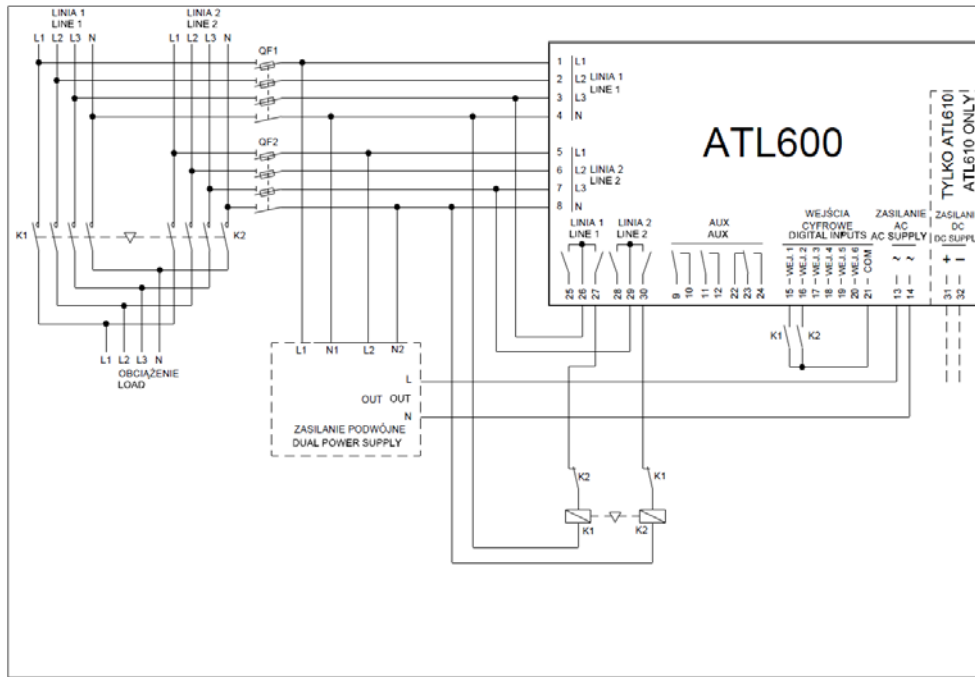 LINIA 1
LINE 1
LINIA 2
LINE 2
L1 L2 L3 N
L1 L2 L3 N
QF1
1 L1
2 L2
3 L3
4 N
LINIA 1
LINE 1
QF2
5 L1
6 L2
7 L3
8 N
LINIA 2
LINE 2
ATL600
TYLKO ATL610
ATL610 ONLY
K1
K2
LINIA 1
LINE 1
LINIA 2
LINE 2
AUX
AUX
WEJŚCIA
CYFROWE
DIGITAL INPUTS
ZASILANIE
AC
AC SUPPLY
ZASILAN
DC
DC SUPPL
25 26 27 28 29 30
9 10 11 12 22 23 24
15 WEJ.1
16 WEJ.2
17 WEJ.3
18 WEJ.4
19 WEJ.5
20 WEJ.6
21 COM
13 ~
14 ~
31 +
32 –
K1
K2
L1 L2 L3 N
OBCIĄŻENIE
LOAD
L1 N1 L2 N2
L
OUT OUT
N
ZASILANIE PODWÓJNE
DUAL POWER SUPPLY
K2
K1
K1
K2